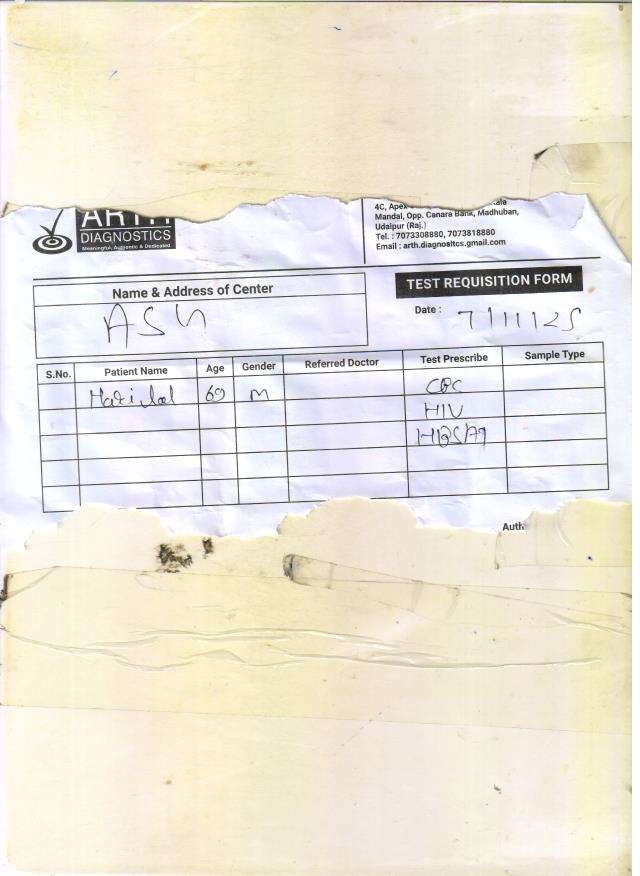 ARTH
DIAGNOSTICS
Meaningful, Authentic & Dedicated
4C, Apex
Mandal, Opp. Canara Bank, Madhuban,
Udaipur (Raj.)
Tel. : 7073308880, 7073818880
Email : arth.diagnositcs.gmail.com
TEST REQUISITION FORM
Name & Address of Center
Date : 7/11/25
S.No. Patient Name Age Gender Referred Doctor Test Prescribe Sample Type
69 M CBC
HIV
HBSAg
Auth